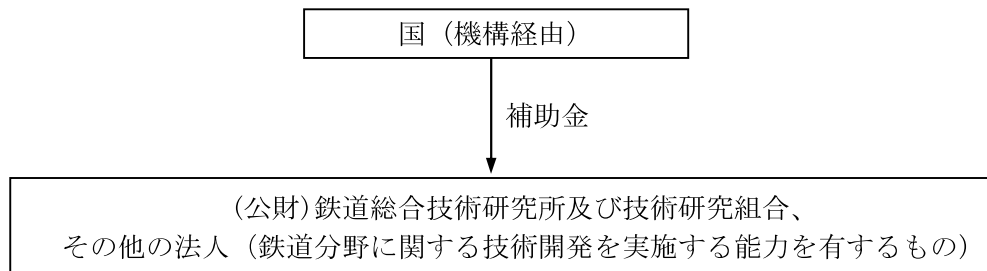 国（機構経由）
補助金
（公財）鉄道総合技術研究所及び技術研究組合、
その他の法人（鉄道分野に関する技術開発を実施する能力を有するもの）